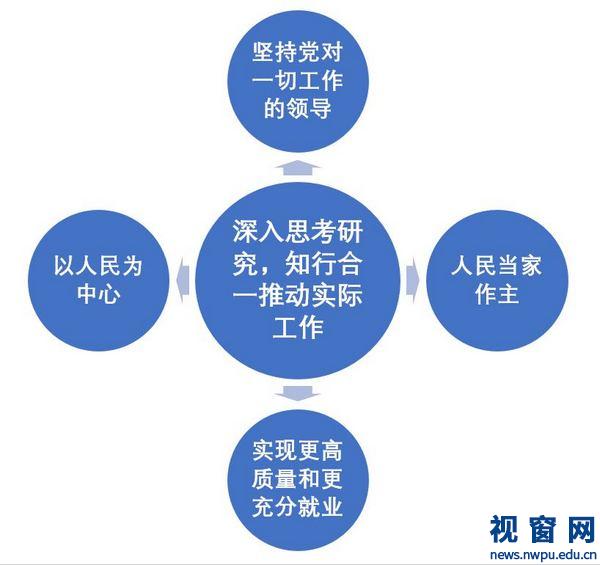 坚持党对
一切工作
的领导
以人民为
中心
深入思考研
究，知行合
一推动实际
工作
人民当家
作主
实现更高
质量和更
充分就业
视窗网
news.nwpu.edu.cn